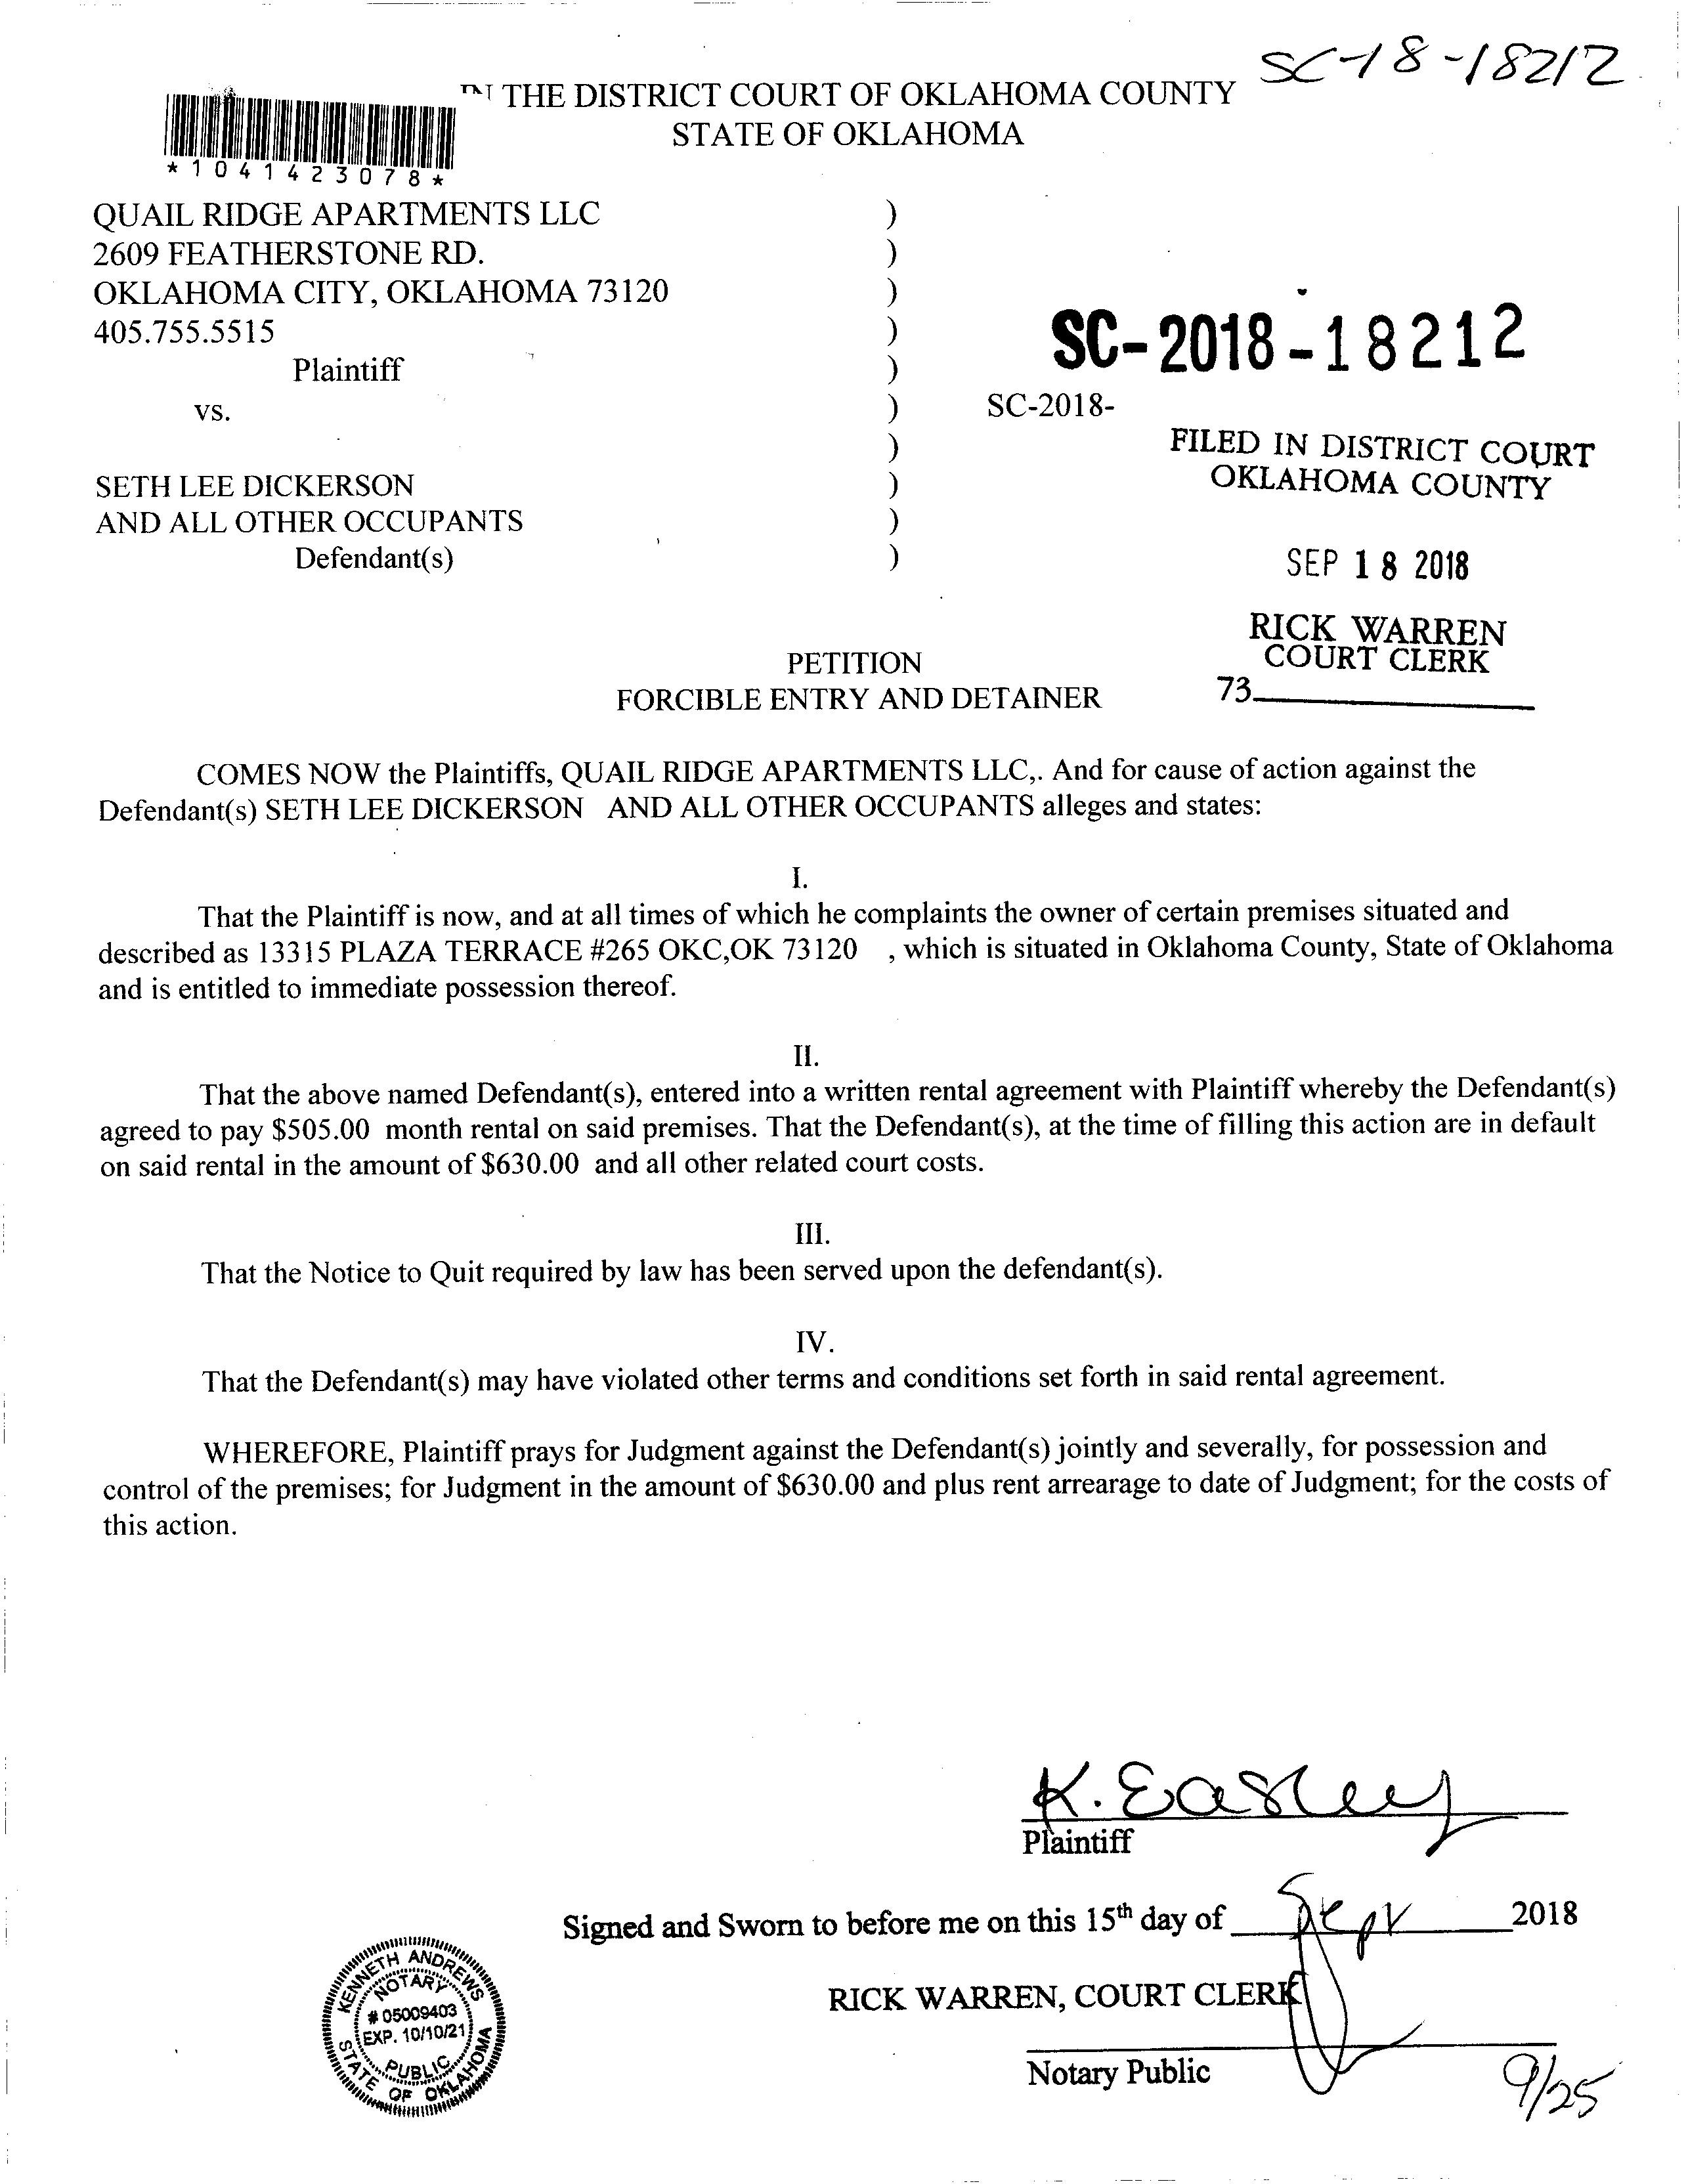 SC-18-18212
IN THE DISTRICT COURT OF OKLAHOMA COUNTY
STATE OF OKLAHOMA
*1041423078*
QUAIL RIDGE APARTMENTS LLC )
2609 FEATHERSTONE RD. )
OKLAHOMA CITY, OKLAHOMA 73120 )
405.755.5515 )
SC-2018-18212
Plaintiff )
vs. ) SC-2018-
)
FILED IN DISTRICT COURT
OKLAHOMA COUNTY
SETH LEE DICKERSON )
AND ALL OTHER OCCUPANTS )
Defendant(s) )
SEP 18 2018
RICK WARREN
COURT CLERK
73
PETITION
FORCIBLE ENTRY AND DETAINER
COMES NOW the Plaintiffs, QUAIL RIDGE APARTMENTS LLC,. And for cause of action against the
Defendant(s) SETH LEE DICKERSON AND ALL OTHER OCCUPANTS alleges and states:
I.
That the Plaintiff is now, and at all times of which he complaints the owner of certain premises situated and
described as 13315 PLAZA TERRACE #265 OKC,OK 73120 , which is situated in Oklahoma County, State of Oklahoma
and is entitled to immediate possession thereof.
II.
That the above named Defendant(s), entered into a written rental agreement with Plaintiff whereby the Defendant(s)
agreed to pay $505.00 month rental on said premises. That the Defendant(s), at the time of filling this action are in default
on said rental in the amount of $630.00 and all other related court costs.
III.
That the Notice to Quit required by law has been served upon the defendant(s).
IV.
That the Defendant(s) may have violated other terms and conditions set forth in said rental agreement.
WHEREFORE, Plaintiff prays for Judgment against the Defendant(s) jointly and severally, for possession and
control of the premises; for Judgment in the amount of $630.00 and plus rent arrearage to date of Judgment; for the costs of
this action.
K. Easley
Plaintiff
Signed and Sworn to before me on this 15th day of Sept 2018
RICK WARREN, COURT CLERK
Notary Public
9/25
KENNETH ANDREWS
NOTARY
# 05009403
EXP. 10/10/21
PUBLIC
STATE OF OKLAHOMA